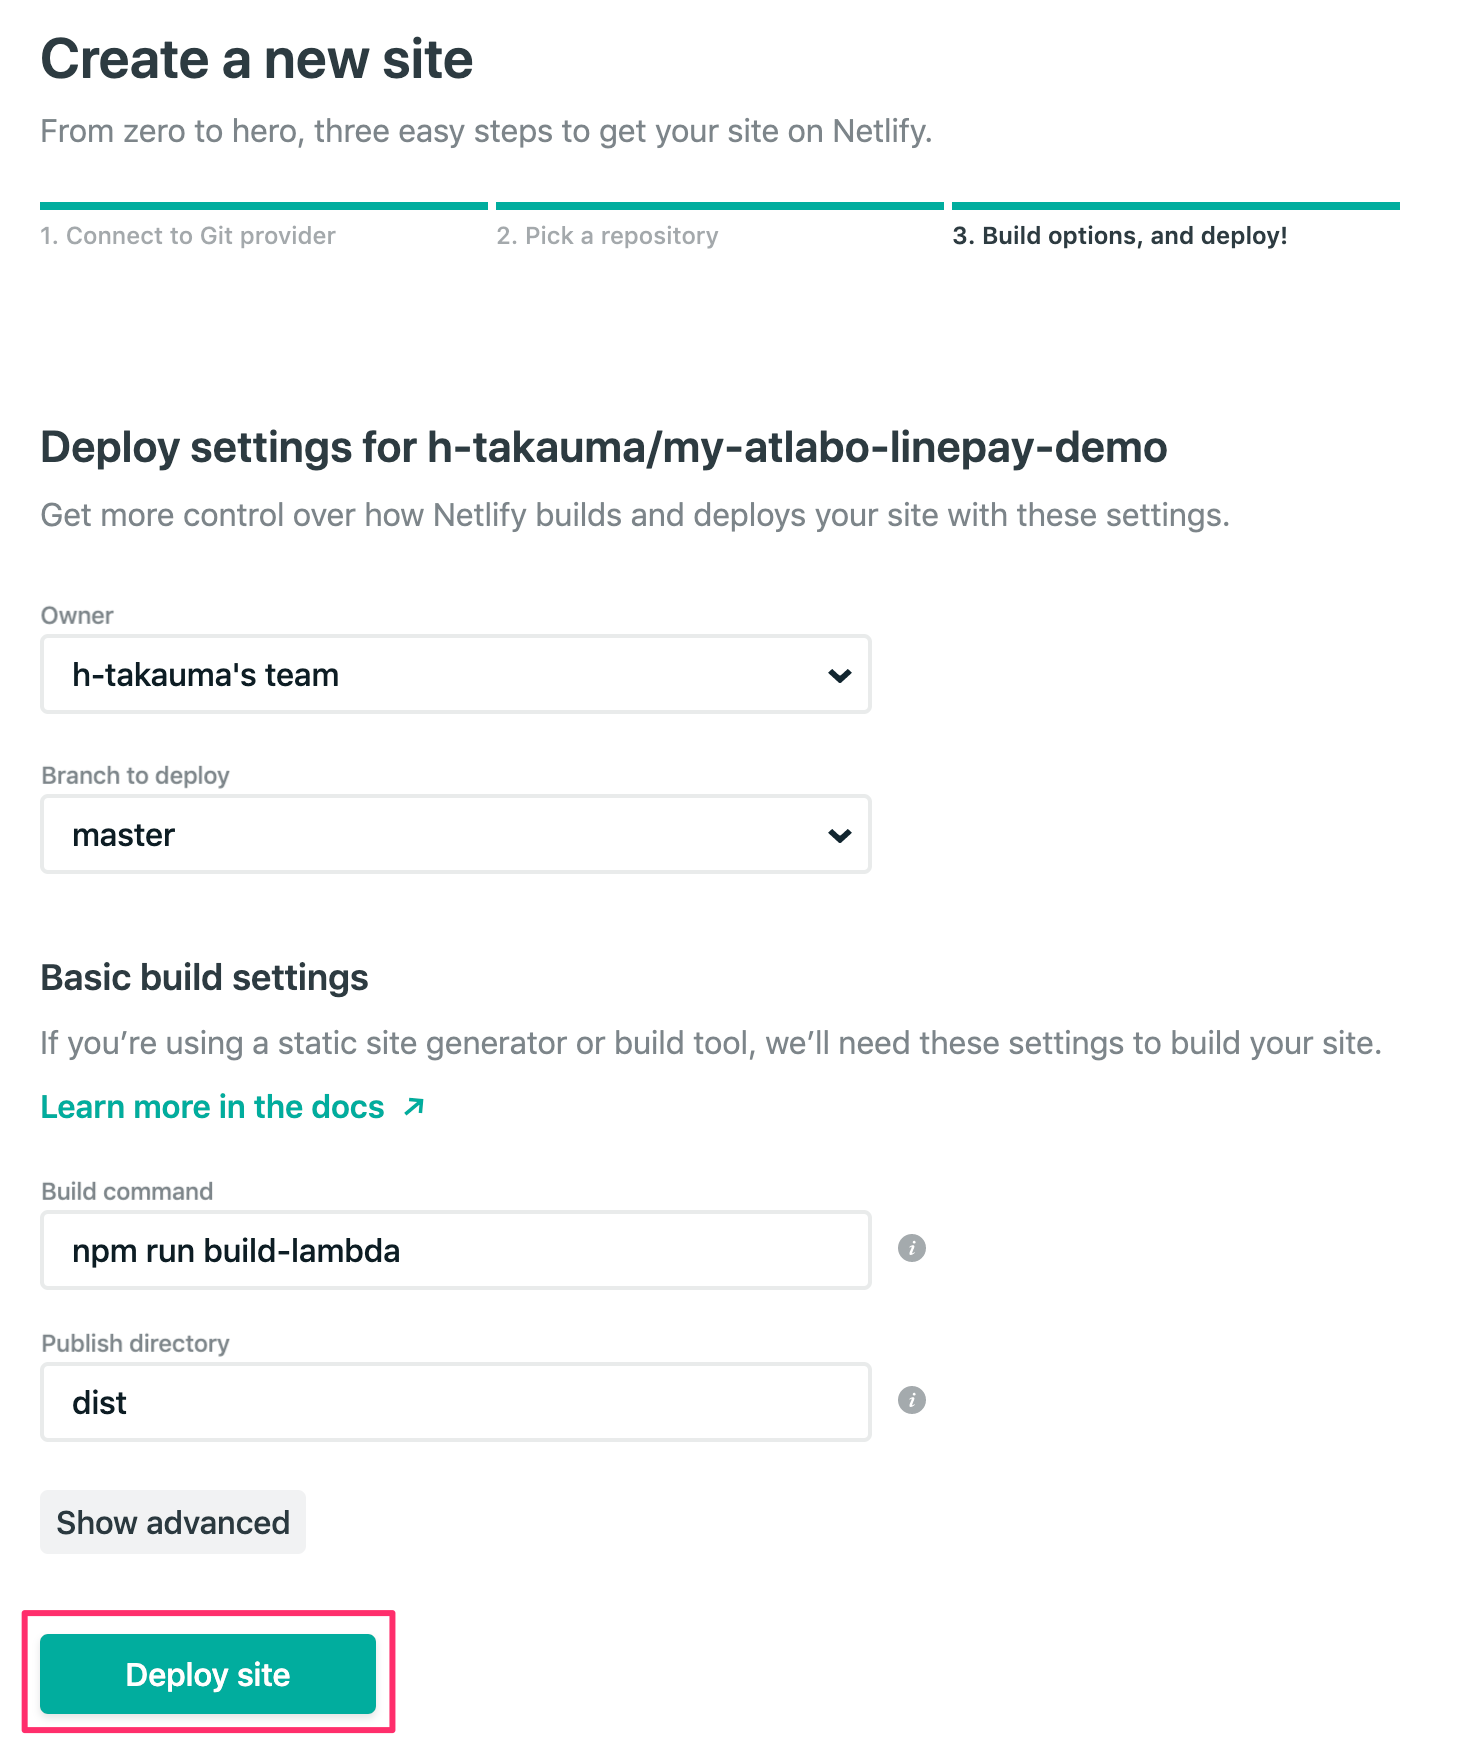 Create a new site
From zero to hero, three easy steps to get your site on Netlify.
1. Connect to Git provider
2. Pick a repository
3. Build options, and deploy!
Deploy settings for h-takauma/my-atlabo-linepay-demo
Get more control over how Netlify builds and deploys your site with these settings.
Owner
h-takauma's team
Branch to deploy
master
Basic build settings
If you’re using a static site generator or build tool, we’ll need these settings to build your site.
Learn more in the docs ↗
Build command
npm run build-lambda
i
Publish directory
dist
i
Show advanced
Deploy site